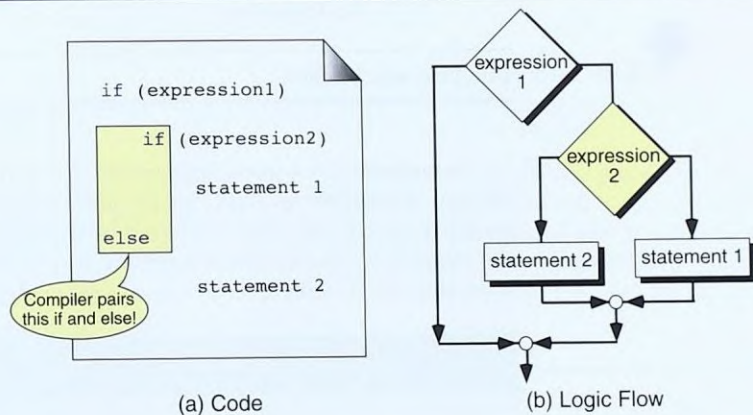 if (expression1)
if (expression2)
statement 1
else
statement 2
Compiler pairs
this if and else!
(a) Code
expression
1
expression
2
statement 2
statement 1
(b) Logic Flow